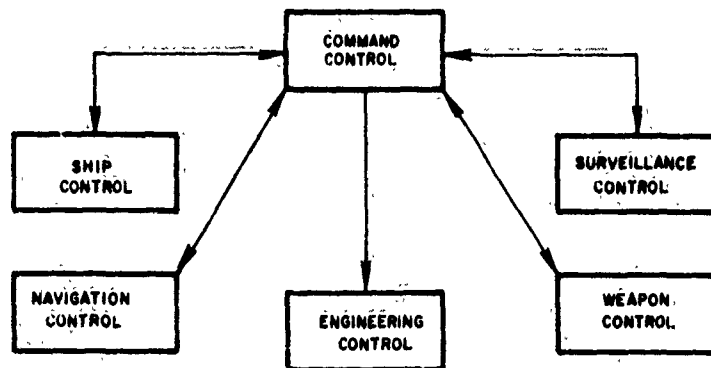 COMMAND
CONTROL
SHIP
CONTROL
SURVEILLANCE
CONTROL
NAVIGATION
CONTROL
ENGINEERING
CONTROL
WEAPON
CONTROL